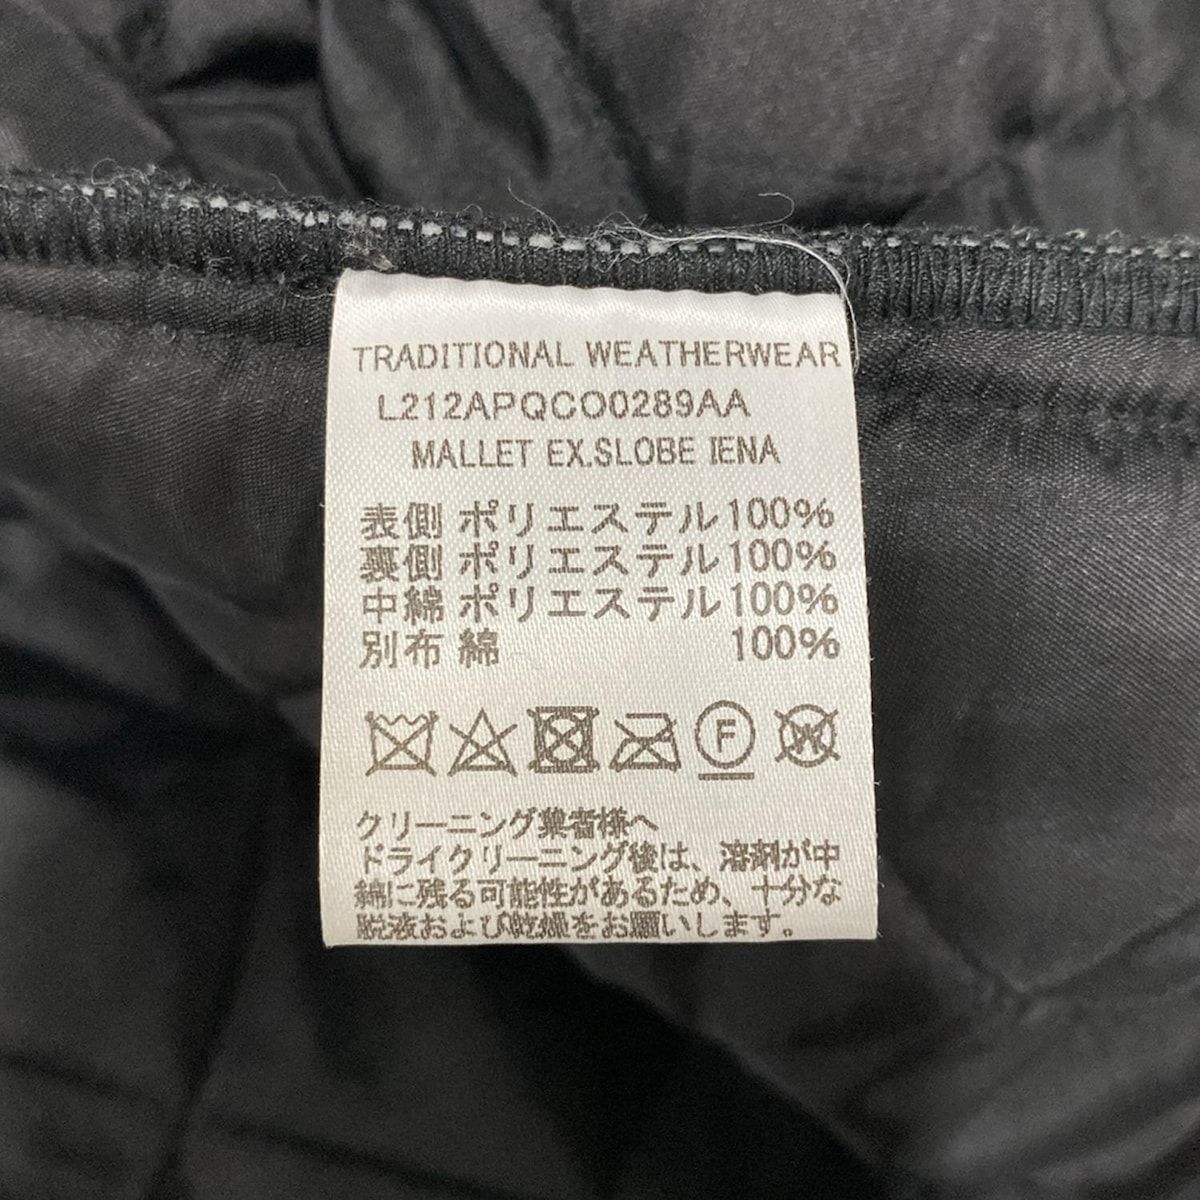 TRADITIONAL WEATHERWEAR
L212APQCO0289AA
MALLET EX.SLOBE IENA
表側 ポリエステル100%
裏側 ポリエステル100%
中綿 ポリエステル100%
別布 綿 100%
F W
クリーニング業者様へ
ドライクリーニング後は、溶剤が中
綿に残る可能性があるため、十分な
脱液および乾燥をお願いします。